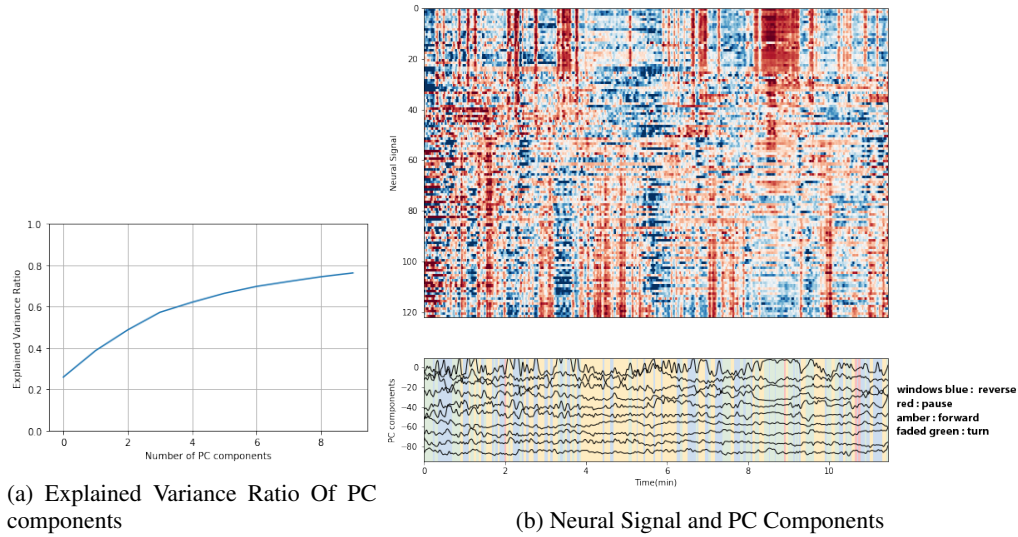 1.0
0.8
0.6
0.4
0.2
0.0
Explained Variance Ratio
0 2 4 6 8
Number of PC components
(a) Explained Variance Ratio Of PC
components
0
20
40
60
80
100
120
Neural Signal
0
−20
−40
−60
−80
PC components
0 2 4 6 8 10
Time(min)
windows blue : reverse
red : pause
amber : forward
faded green : turn
(b) Neural Signal and PC Components